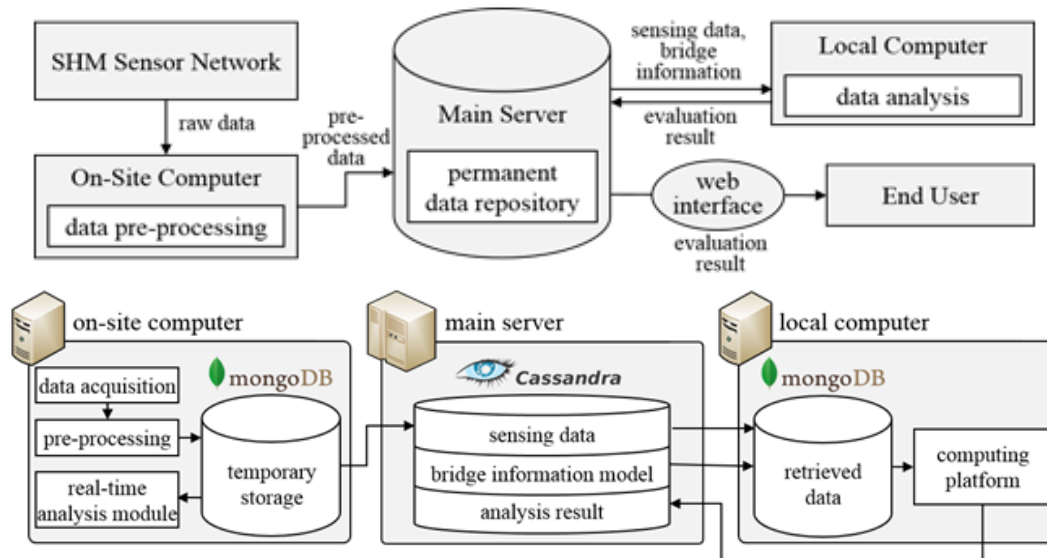 SHM Sensor Network
raw data
On-Site Computer
data pre-processing
pre-
processed
data
Main Server
permanent
data repository
sensing data,
bridge
information
evaluation
result
Local Computer
data analysis
web
interface
evaluation
result
End User
on-site computer
data acquisition
pre-processing
real-time
analysis module
mongoDB
temporary
storage
main server
Cassandra
sensing data
bridge information model
analysis result
local computer
mongoDB
retrieved
data
computing
platform